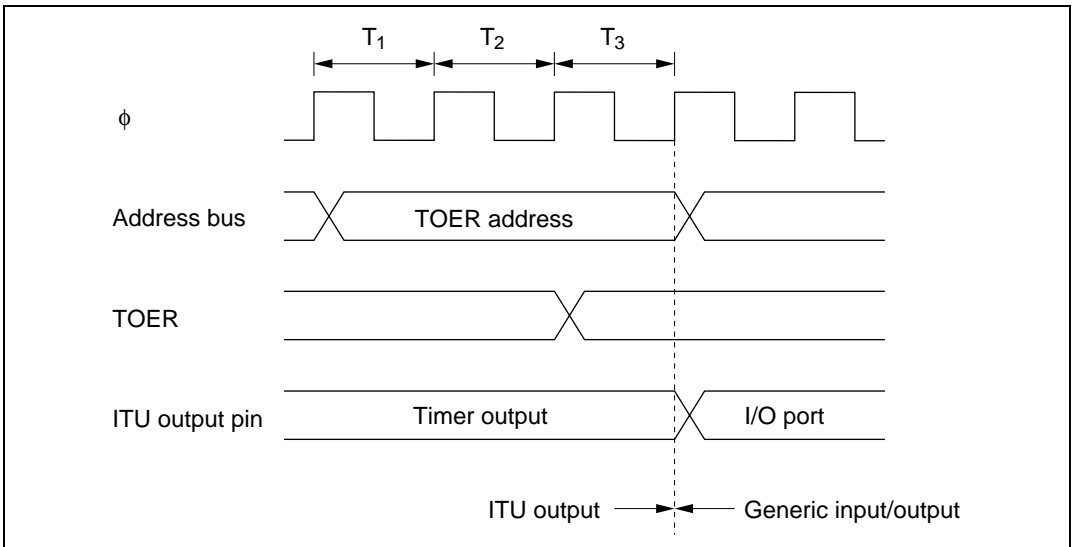 T1 T2 T3
ϕ
Address bus TOER address
TOER
ITU output pin Timer output I/O port
ITU output Generic input/output